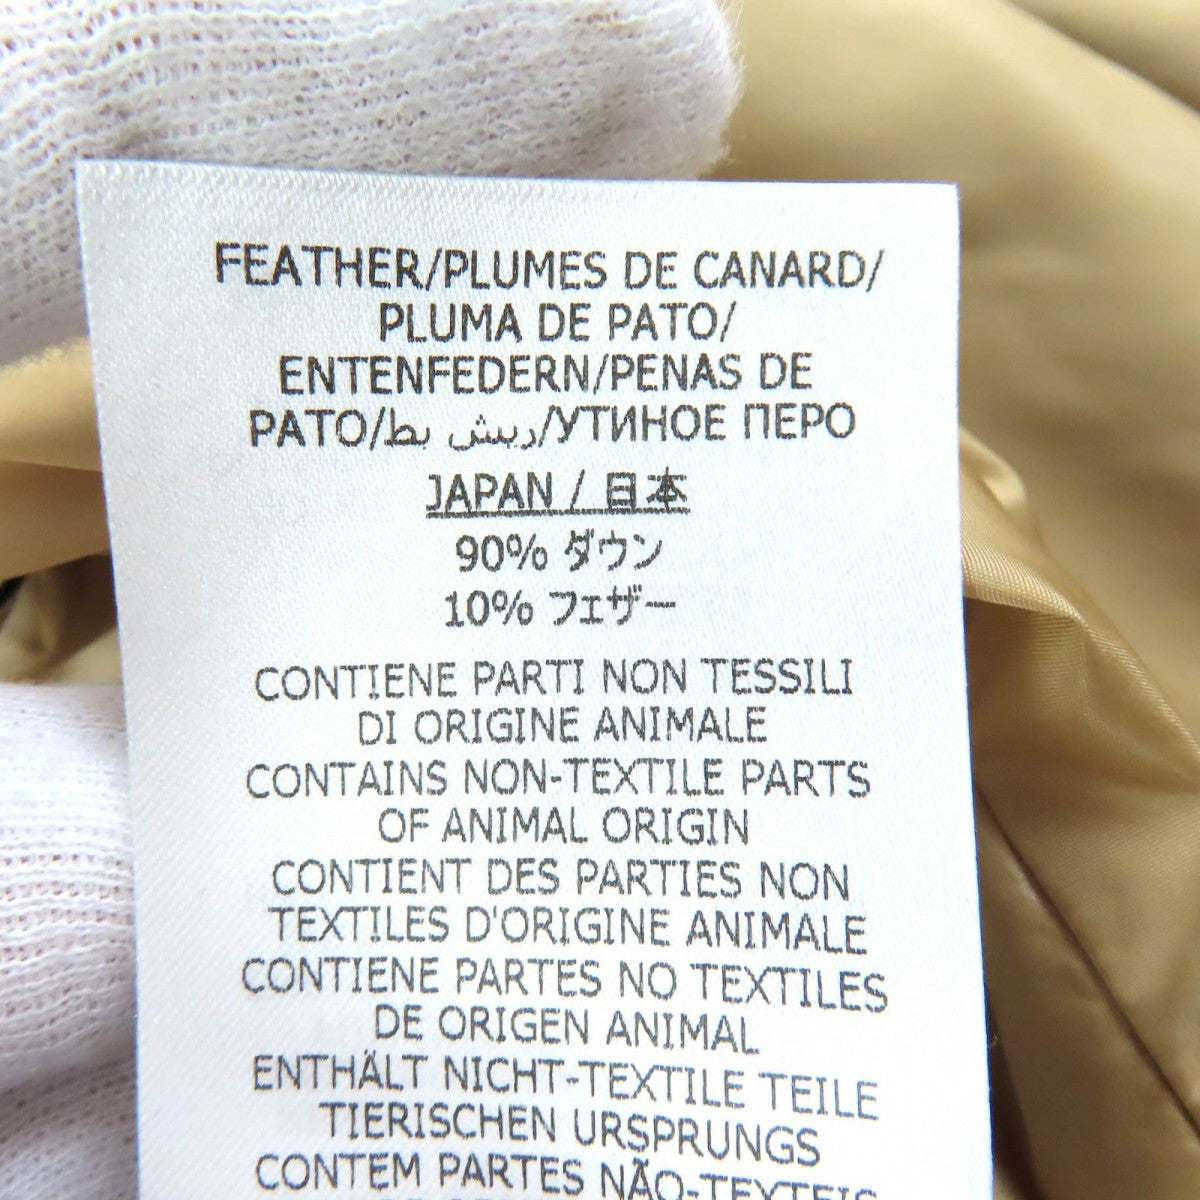 FEATHER/PLUMES DE CANARD/
PLUMA DE PATO/
ENTENFEDERN/PENAS DE
PATO/ريش بط/УТИНОЕ ПЕРО
JAPAN / 日本
90% ダウン
10% フェザー
CONTIENE PARTI NON TESSILI
DI ORIGINE ANIMALE
CONTAINS NON-TEXTILE PARTS
OF ANIMAL ORIGIN
CONTIENT DES PARTIES NON
TEXTILES D'ORIGINE ANIMALE
CONTIENE PARTES NO TEXTILES
DE ORIGEN ANIMAL
ENTHÄLT NICHT-TEXTILE TEILE
TIERISCHEN URSPRUNGS
CONTEM PARTES NÃO-TEXTEIS